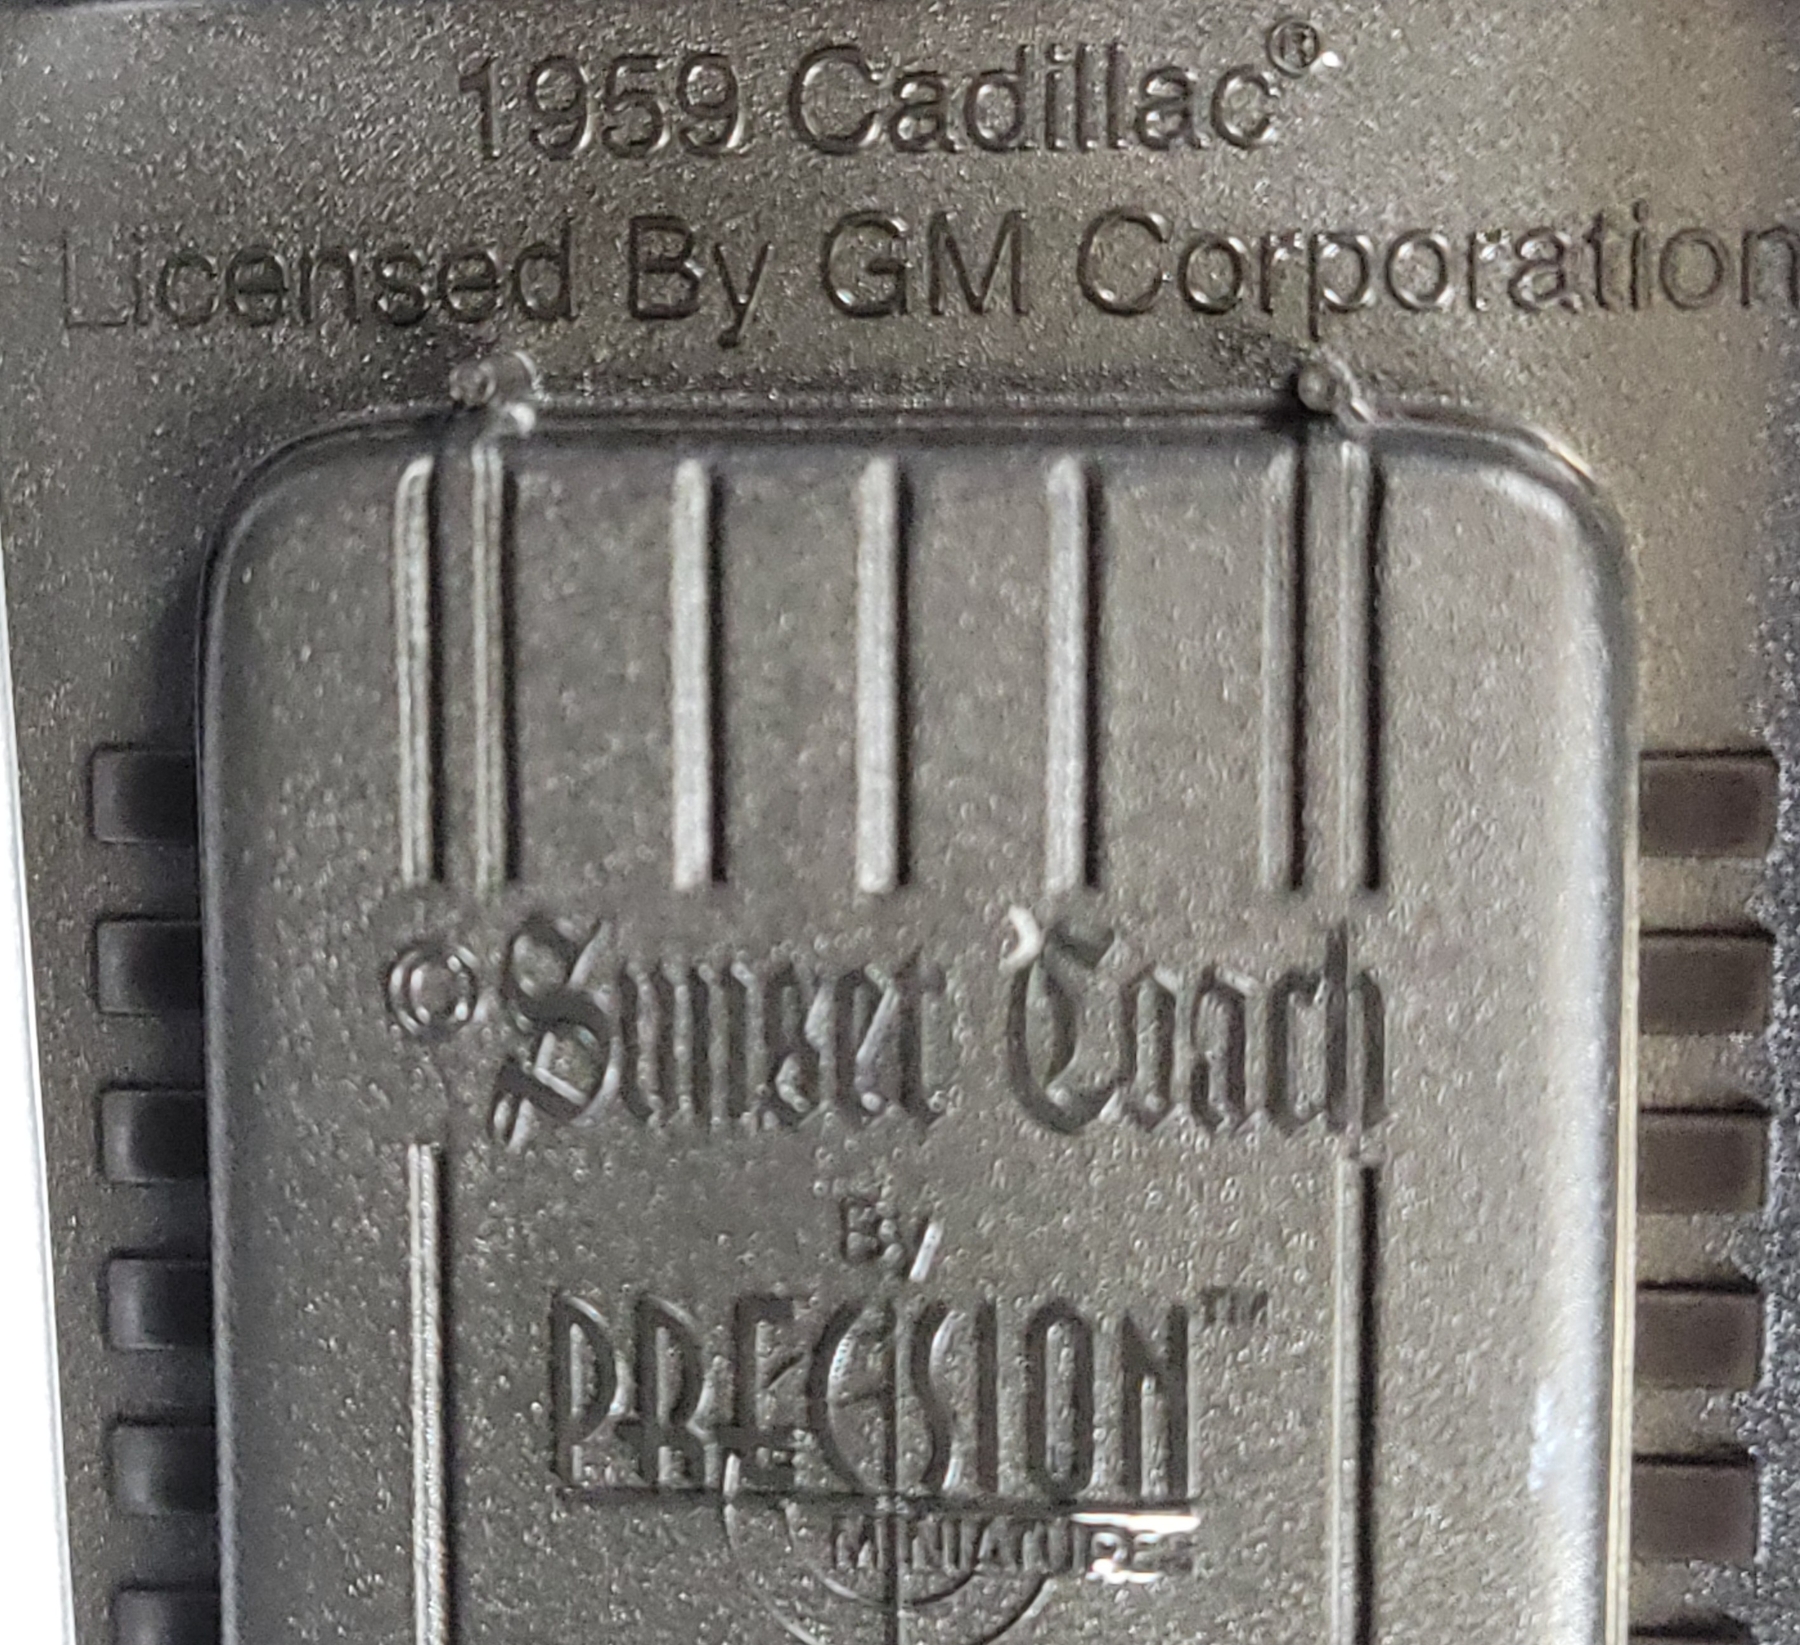 1959 Cadillac®
Licensed By GM Corporation
©Sunset Coach
By
PRECISION™
MINIATURES